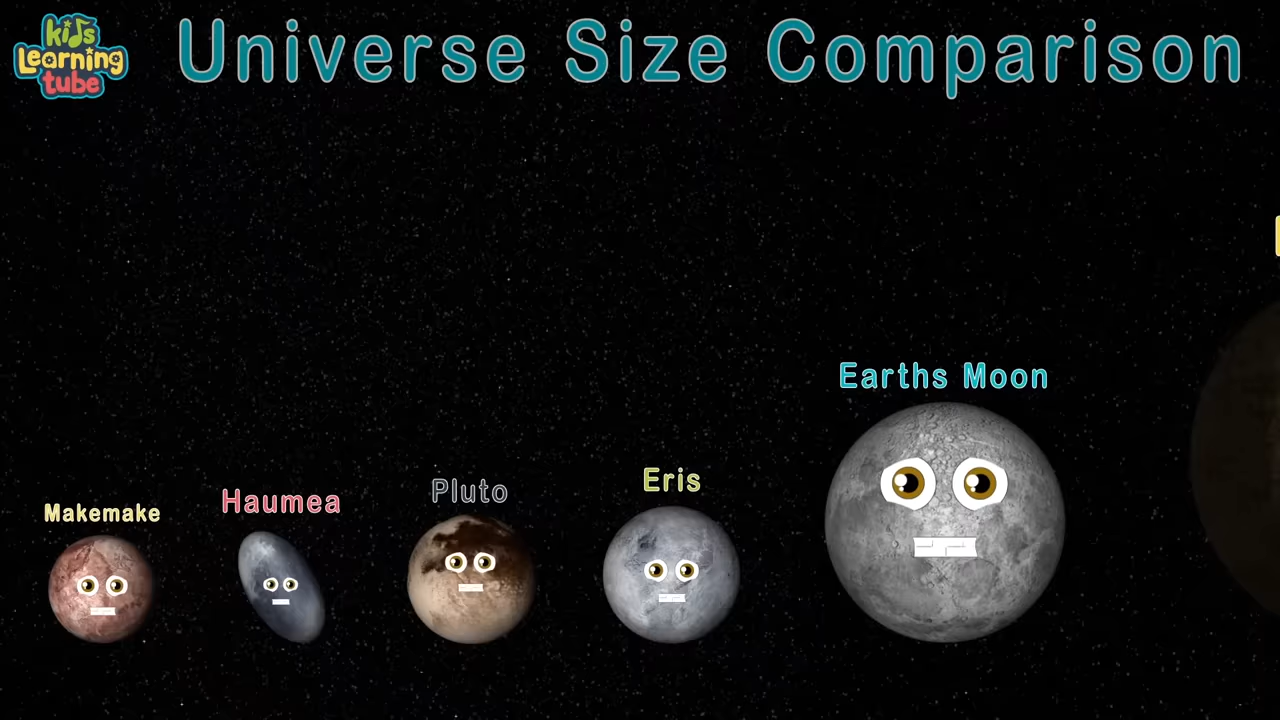 kids
Learning
tube
Universe Size Comparison
Earths Moon
Eris
Pluto
Haumea
Makemake